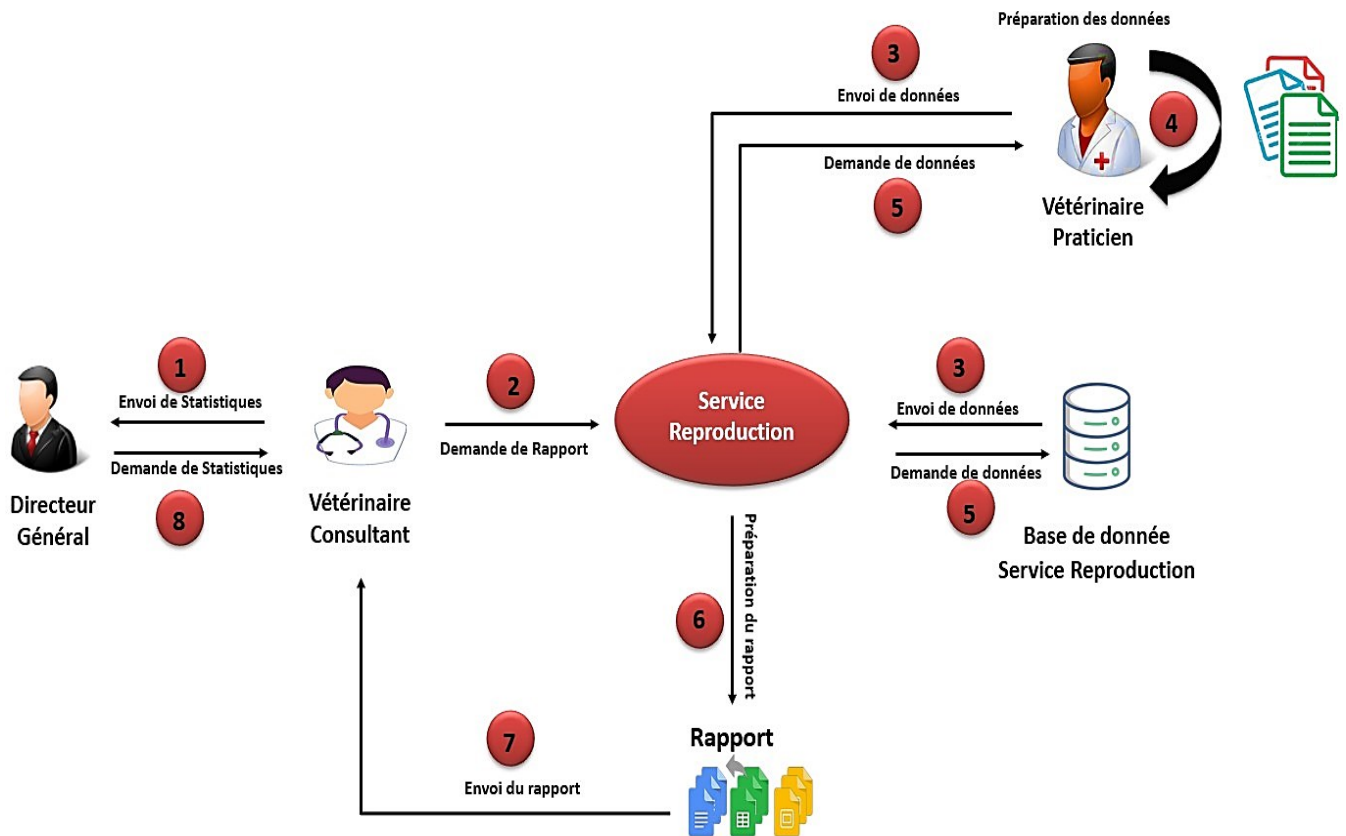 Préparation des données
3
Envoi de données
4
Demande de données
5
Vétérinaire
Praticien
1
Envoi de Statistiques
Demande de Statistiques
8
Directeur
Général
Vétérinaire
Consultant
2
Demande de Rapport
Service
Reproduction
3
Envoi de données
Demande de données
5
Base de donnée
Service Reproduction
6
Préparation du rapport
Rapport
7
Envoi du rapport